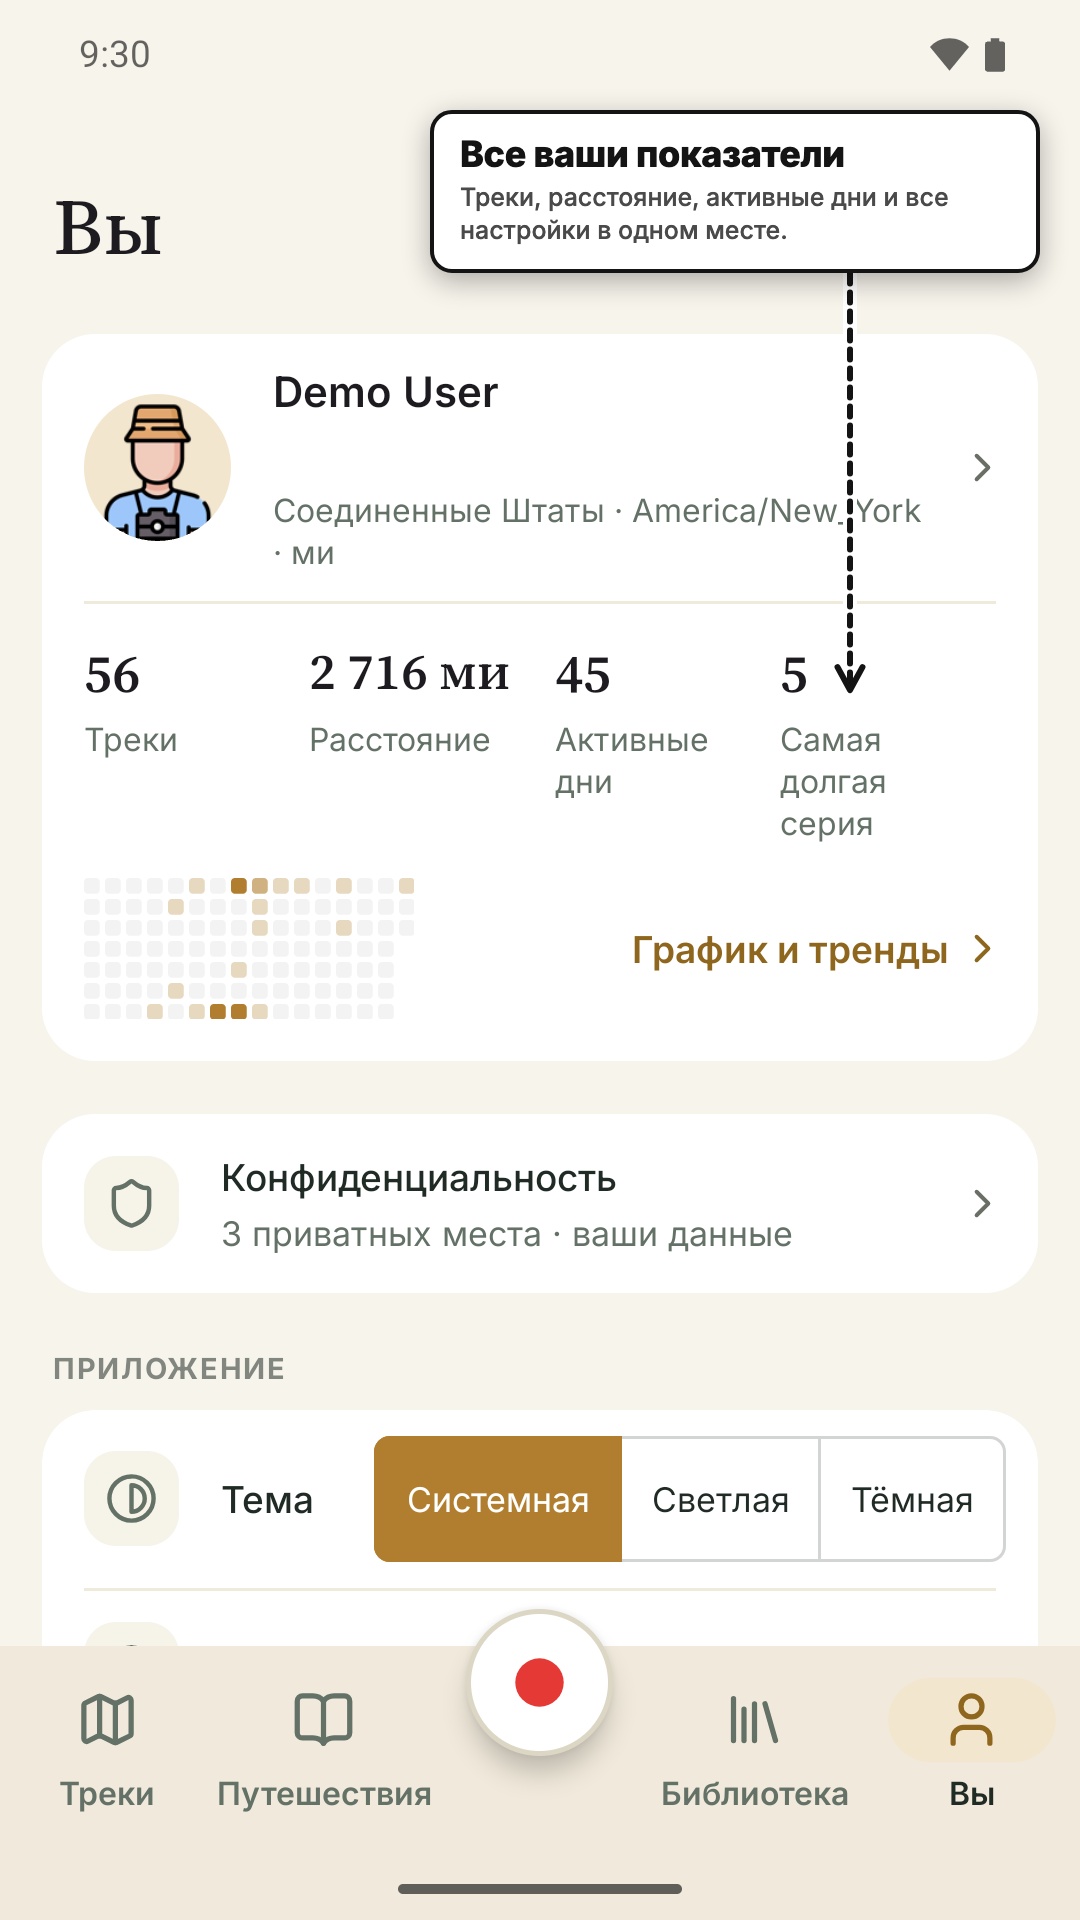 9:30
Все ваши показатели
Треки, расстояние, активные дни и все
настройки в одном месте.
Вы
Demo User
Соединенные Штаты · America/New_York
· ми
56
Треки
2 716 ми
Расстояние
45
Активные
дни
5
Самая
долгая
серия
График и тренды
Конфиденциальность
3 приватных места · ваши данные
ПРИЛОЖЕНИЕ
Тема
Системная
Светлая
Тёмная
Треки
Путешествия
Библиотека
Вы